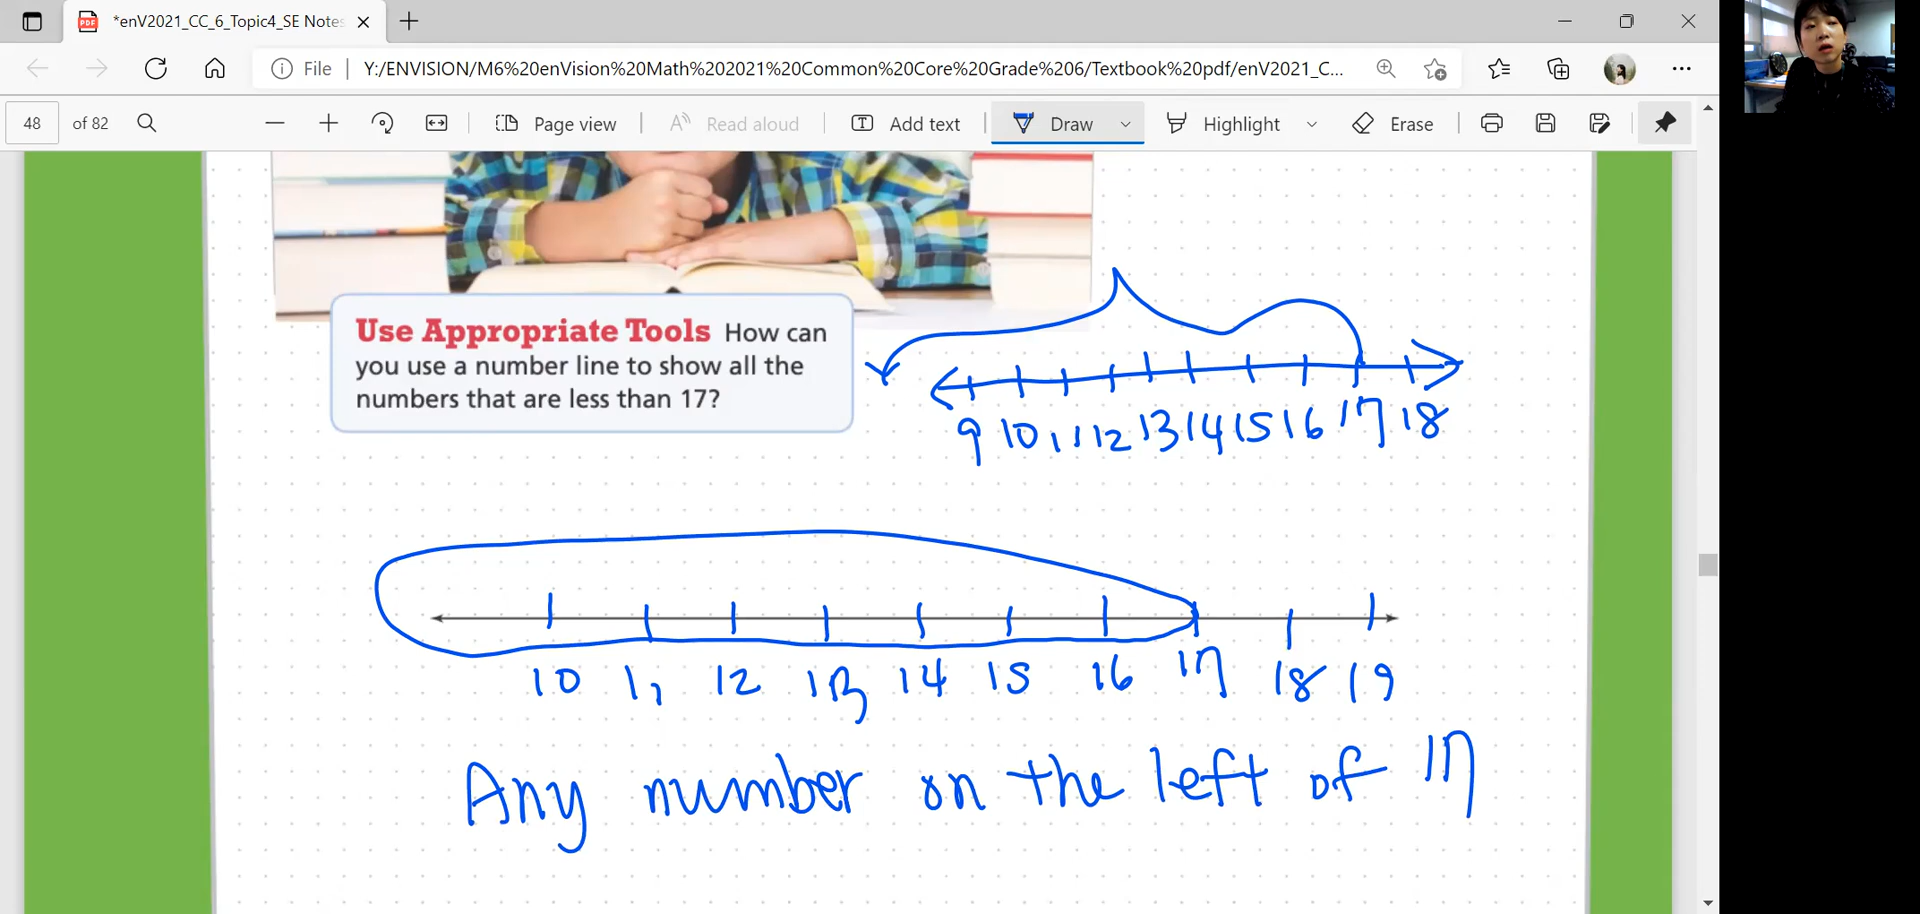 *enV2021_CC_6_Topic4_SE Notes
File Y:/ENVISION/M6%20enVision%20Math%202021%20Common%20Core%20Grade%206/Textbook%20pdf/enV2021_C...
48 of 82 Page view Read aloud Add text Draw Highlight Erase
Use Appropriate Tools How can
you use a number line to show all the
numbers that are less than 17?
9 10 11 12 13 14 15 16 17 18
10 11 12 13 14 15 16 17 18 19
Any number on the left of 17